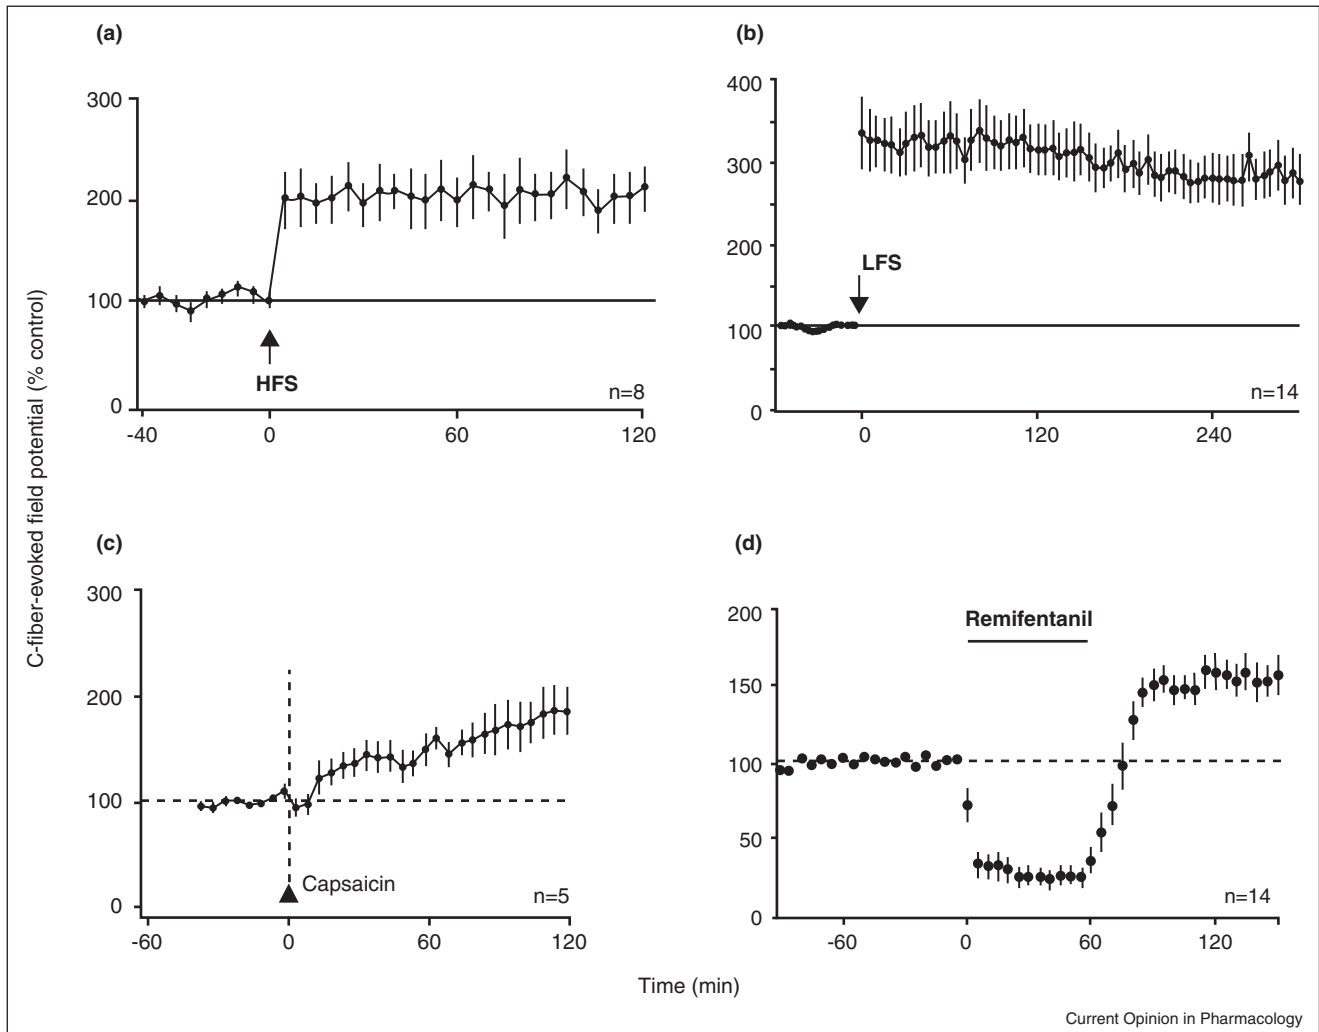 (a)
300
200
100
0
HFS
n=8
-40 0 60 120
(b)
400
300
200
100
0
LFS
n=14
0 120 240
C-fiber-evoked field potential (% control)
(c)
300
200
100
0
Capsaicin
n=5
-60 0 60 120
(d)
200
150
100
50
0
Remifentanil
n=14
-60 0 60 120
Time (min)
Current Opinion in Pharmacology